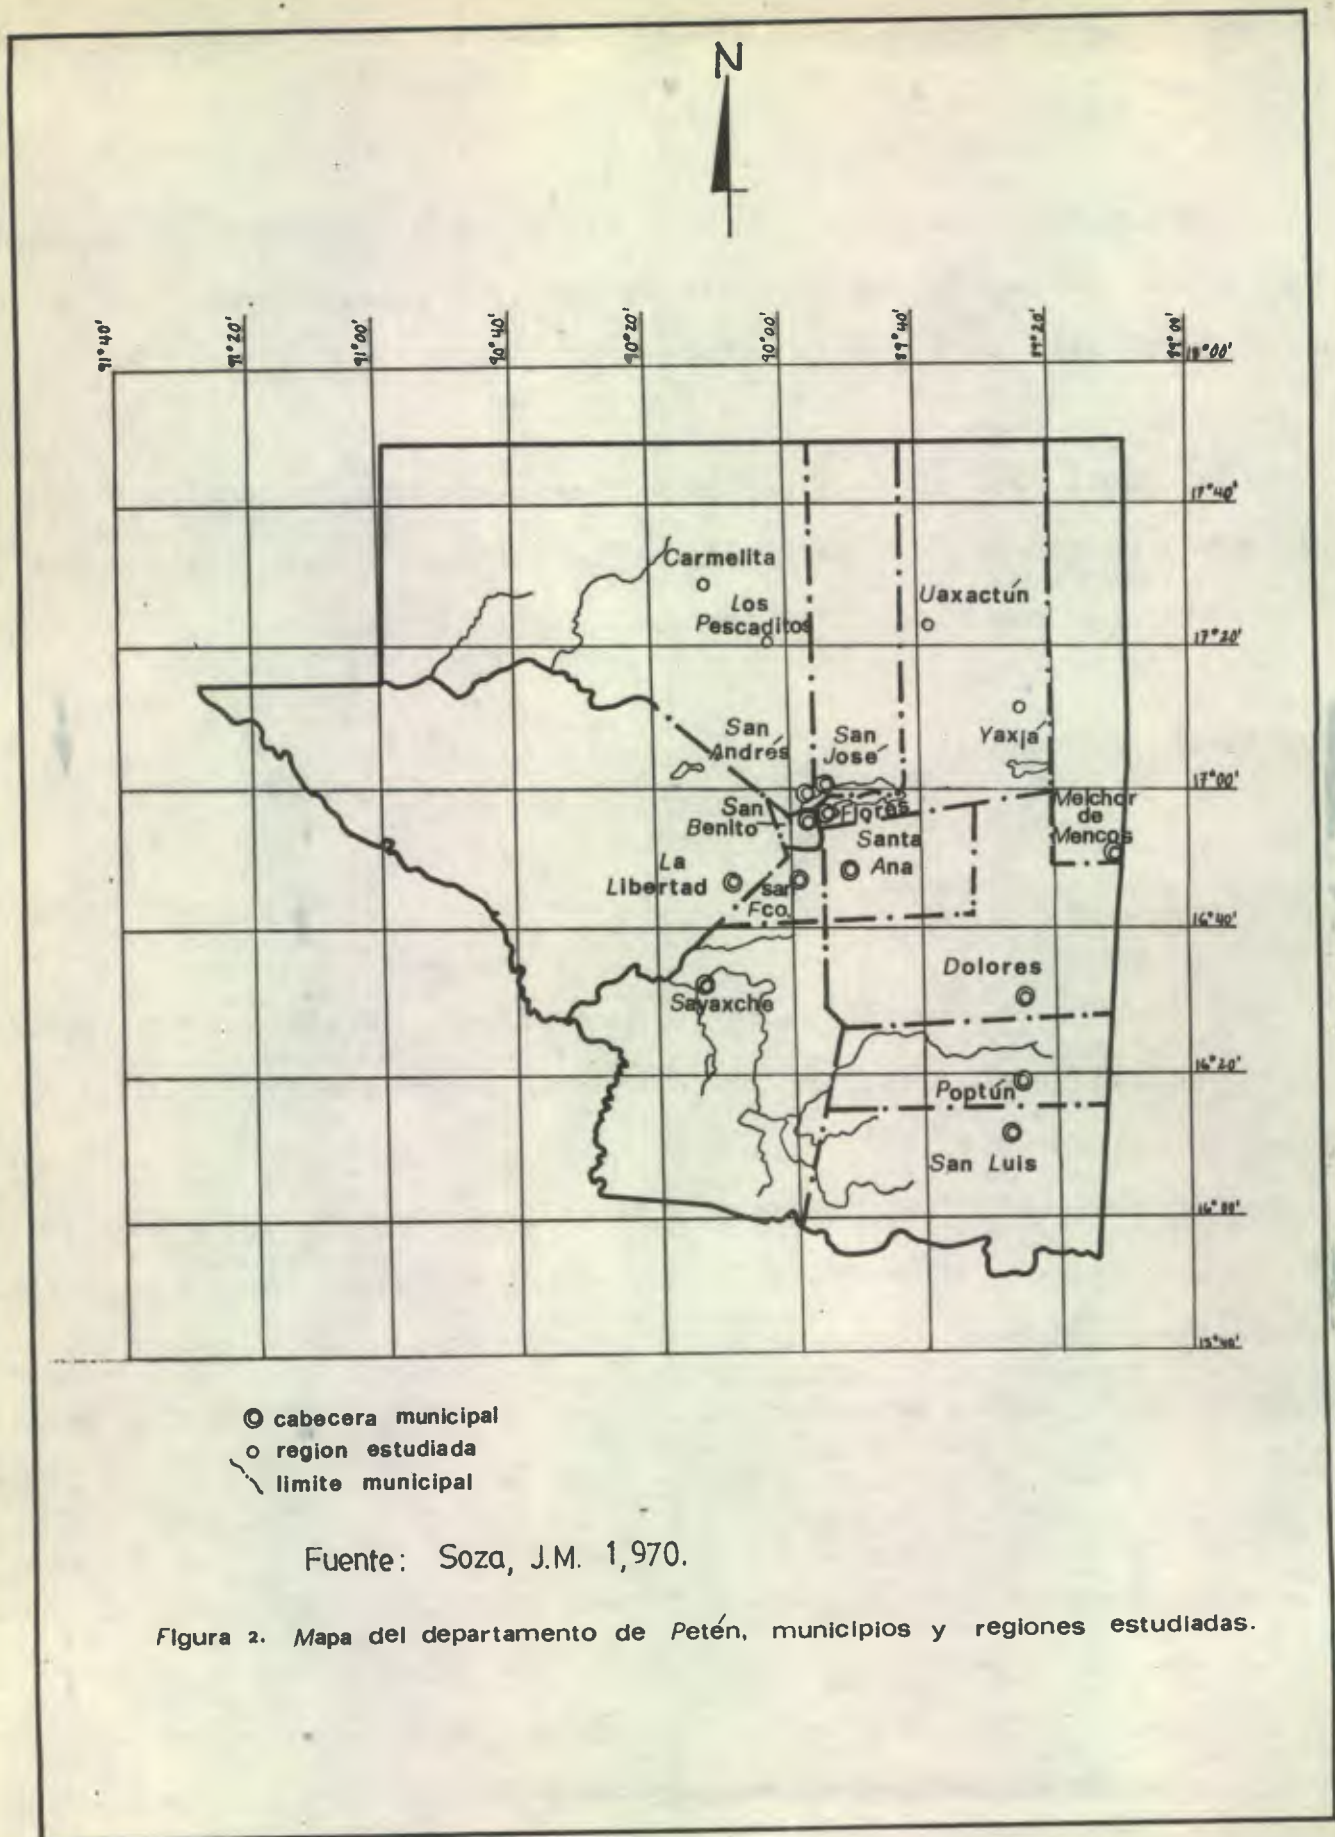 N
91°40'
91°20'
91°00'
90°40'
90°20'
90°00'
89°40'
89°20'
89°00'
18°00'
17°40'
Carmelita
Los
Pescaditos
Uaxactún
17°20'
San
Andrés
San
José
Yaxjá
17°00'
San
Benito
Flores
Melchor
de
Mencos
Santa
Ana
La
Libertad
san
Fco.
16°40'
Dolores
Sayaxche
16°20'
Poptún
San Luis
16°00'
15°40'
cabecera municipal
region estudiada
limite municipal
Fuente: Soza, J.M. 1,970.
Figura 2. Mapa del departamento de Petén, municipios y regiones estudiadas.